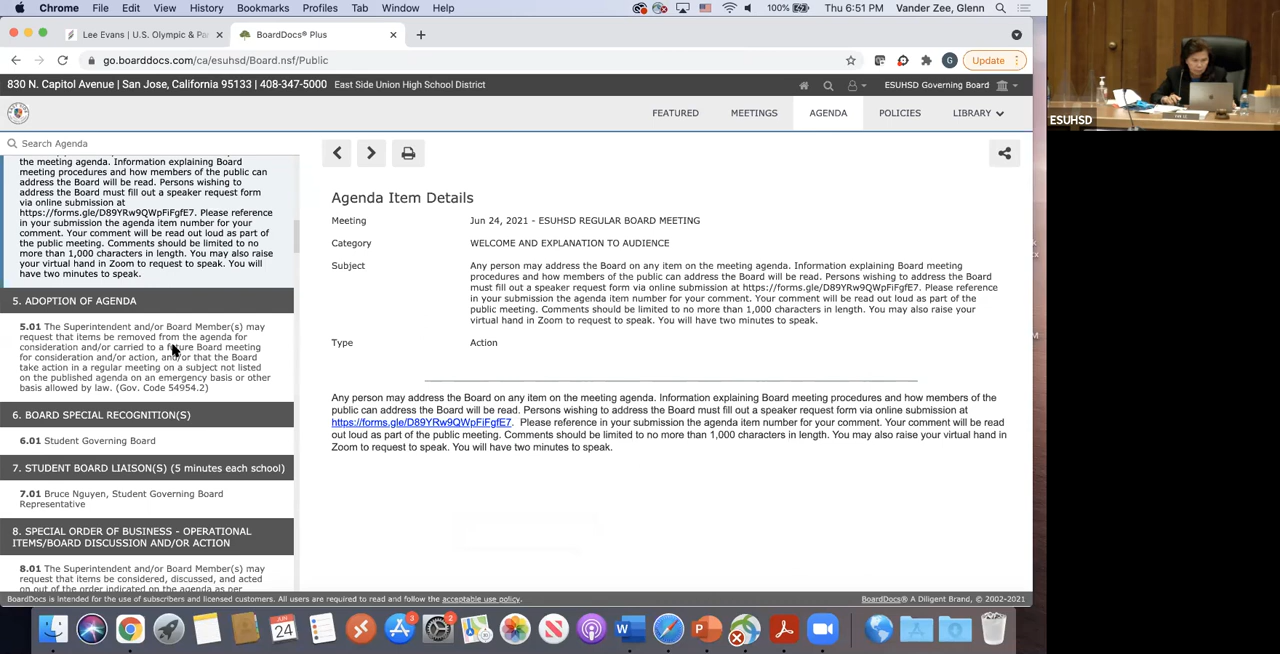 Chrome File Edit View History Bookmarks Profiles Tab Window Help 100% Thu 6:51 PM Vander Zee, Glenn
Lee Evans | U.S. Olympic & Pa × BoardDocs® Plus × +
go.boarddocs.com/ca/esuhsd/Board.nsf/Public G Update
830 N. Capitol Avenue | San Jose, California 95133 | 408-347-5000 East Side Union High School District ESUHSD Governing Board
FEATURED MEETINGS AGENDA POLICIES LIBRARY
Search Agenda
the meeting agenda. Information explaining Board
meeting procedures and how members of the public can
address the Board will be read. Persons wishing to
address the Board must fill out a speaker request form
via online submission at
https://forms.gle/D89YRw9QWpFiFgfE7. Please reference
in your submission the agenda item number for your
comment. Your comment will be read out loud as part of
the public meeting. Comments should be limited to no
more than 1,000 characters in length. You may also raise
your virtual hand in Zoom to request to speak. You will
have two minutes to speak.
5. ADOPTION OF AGENDA
5.01 The Superintendent and/or Board Member(s) may
request that items be removed from the agenda for
consideration and/or carried to a future Board meeting
for consideration and/or action, and/or that the Board
take action in a regular meeting on a subject not listed
on the published agenda on an emergency basis or other
basis allowed by law. (Gov. Code 54954.2)
6. BOARD SPECIAL RECOGNITION(S)
6.01 Student Governing Board
7. STUDENT BOARD LIAISON(S) (5 minutes each school)
7.01 Bruce Nguyen, Student Governing Board
Representative
8. SPECIAL ORDER OF BUSINESS - OPERATIONAL
ITEMS/BOARD DISCUSSION AND/OR ACTION
8.01 The Superintendent and/or Board Member(s) may
request that items be considered, discussed, and acted
on out of the order indicated on the agenda as per
Agenda Item Details
Meeting Jun 24, 2021 - ESUHSD REGULAR BOARD MEETING
Category WELCOME AND EXPLANATION TO AUDIENCE
Subject Any person may address the Board on any item on the meeting agenda. Information explaining Board meeting
procedures and how members of the public can address the Board will be read. Persons wishing to address the Board
must fill out a speaker request form via online submission at https://forms.gle/D89YRw9QWpFiFgfE7. Please reference
in your submission the agenda item number for your comment. Your comment will be read out loud as part of the
public meeting. Comments should be limited to no more than 1,000 characters in length. You may also raise your
virtual hand in Zoom to request to speak. You will have two minutes to speak.
Type Action
Any person may address the Board on any item on the meeting agenda. Information explaining Board meeting procedures and how members of the
public can address the Board will be read. Persons wishing to address the Board must fill out a speaker request form via online submission at
https://forms.gle/D89YRw9QWpFiFgfE7. Please reference in your submission the agenda item number for your comment. Your comment will be read
out loud as part of the public meeting. Comments should be limited to no more than 1,000 characters in length. You may also raise your virtual hand in
Zoom to request to speak. You will have two minutes to speak.
BoardDocs is intended for the use of subscribers and licensed customers. All users are required to read and follow the acceptable use policy. BoardDocs® A Diligent Brand, © 2002-2021
JUN
24
3
2
W
P
ESUHSD